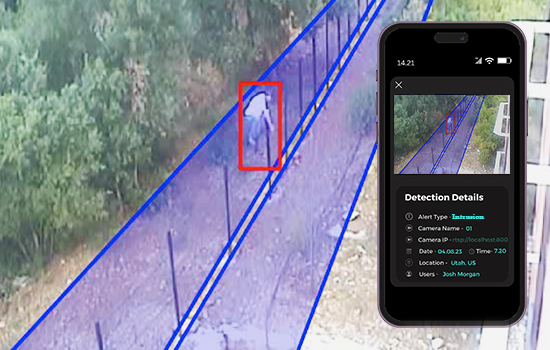 14.21
Detection Details
Alert Type - Intrusion
Camera Name - 01
Camera IP - rtsp://localhost:800
Date - 04.08.23 Time- 7.20
Location - Utah, US
Users - Josh Morgan